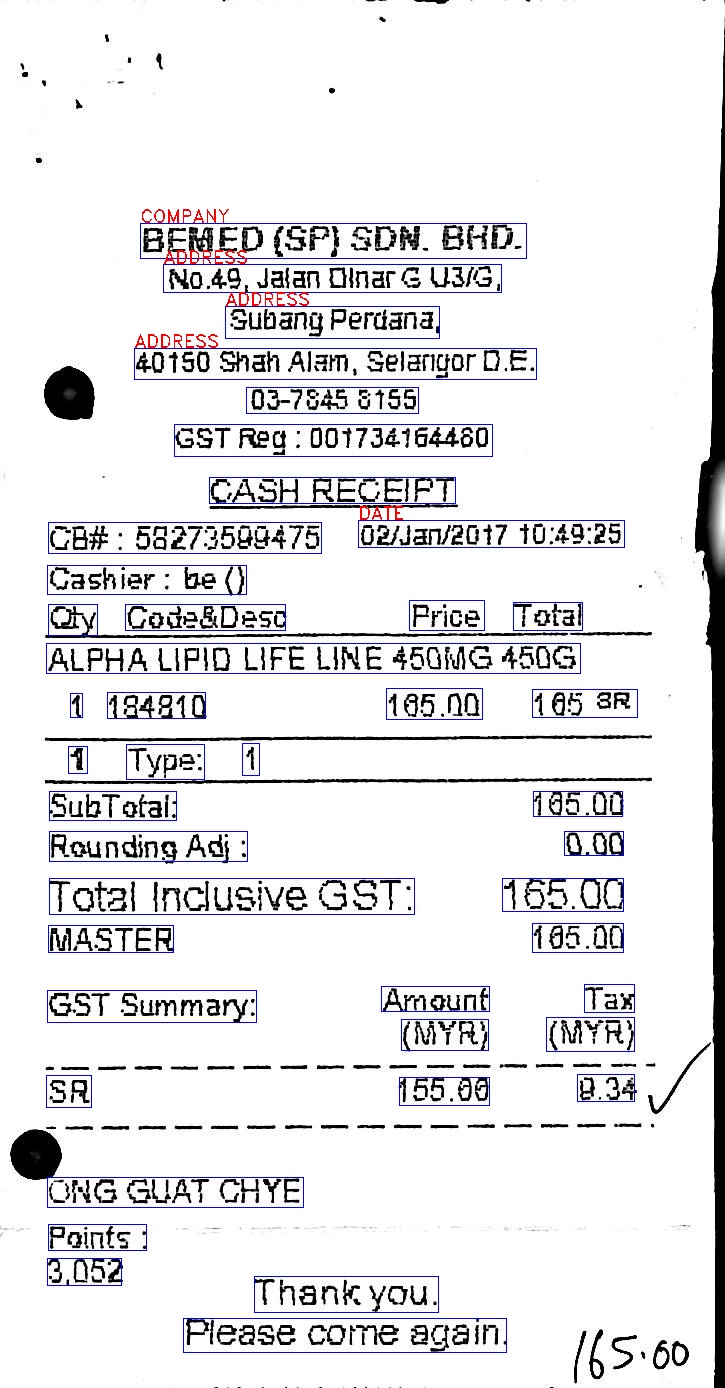 COMPANY
BEMED (SP) SDN. BHD.
ADDRESS
No.49, Jalan Dinar G U3/G,
ADDRESS
Subang Perdana,
ADDRESS
40150 Shah Alam, Selangor D.E.
03-7845 8155
GST Reg : 001734164480
CASH RECEIPT
DATE
CB# : 58273599475 02/Jan/2017 10:49:25
Cashier : be ()
Qty Code&Desc Price Total
ALPHA LIPID LIFE LINE 450MG 450G
1 184810 165.00 165 SR
1 Type: 1
SubTotal: 165.00
Rounding Adj : 0.00
Total Inclusive GST: 165.00
MASTER 165.00
GST Summary: Amount Tax
(MYR) (MYR)
SR 155.66 9.34
ONG GUAT CHYE
Points :
3,052
Thank you.
Please come again.
165.00